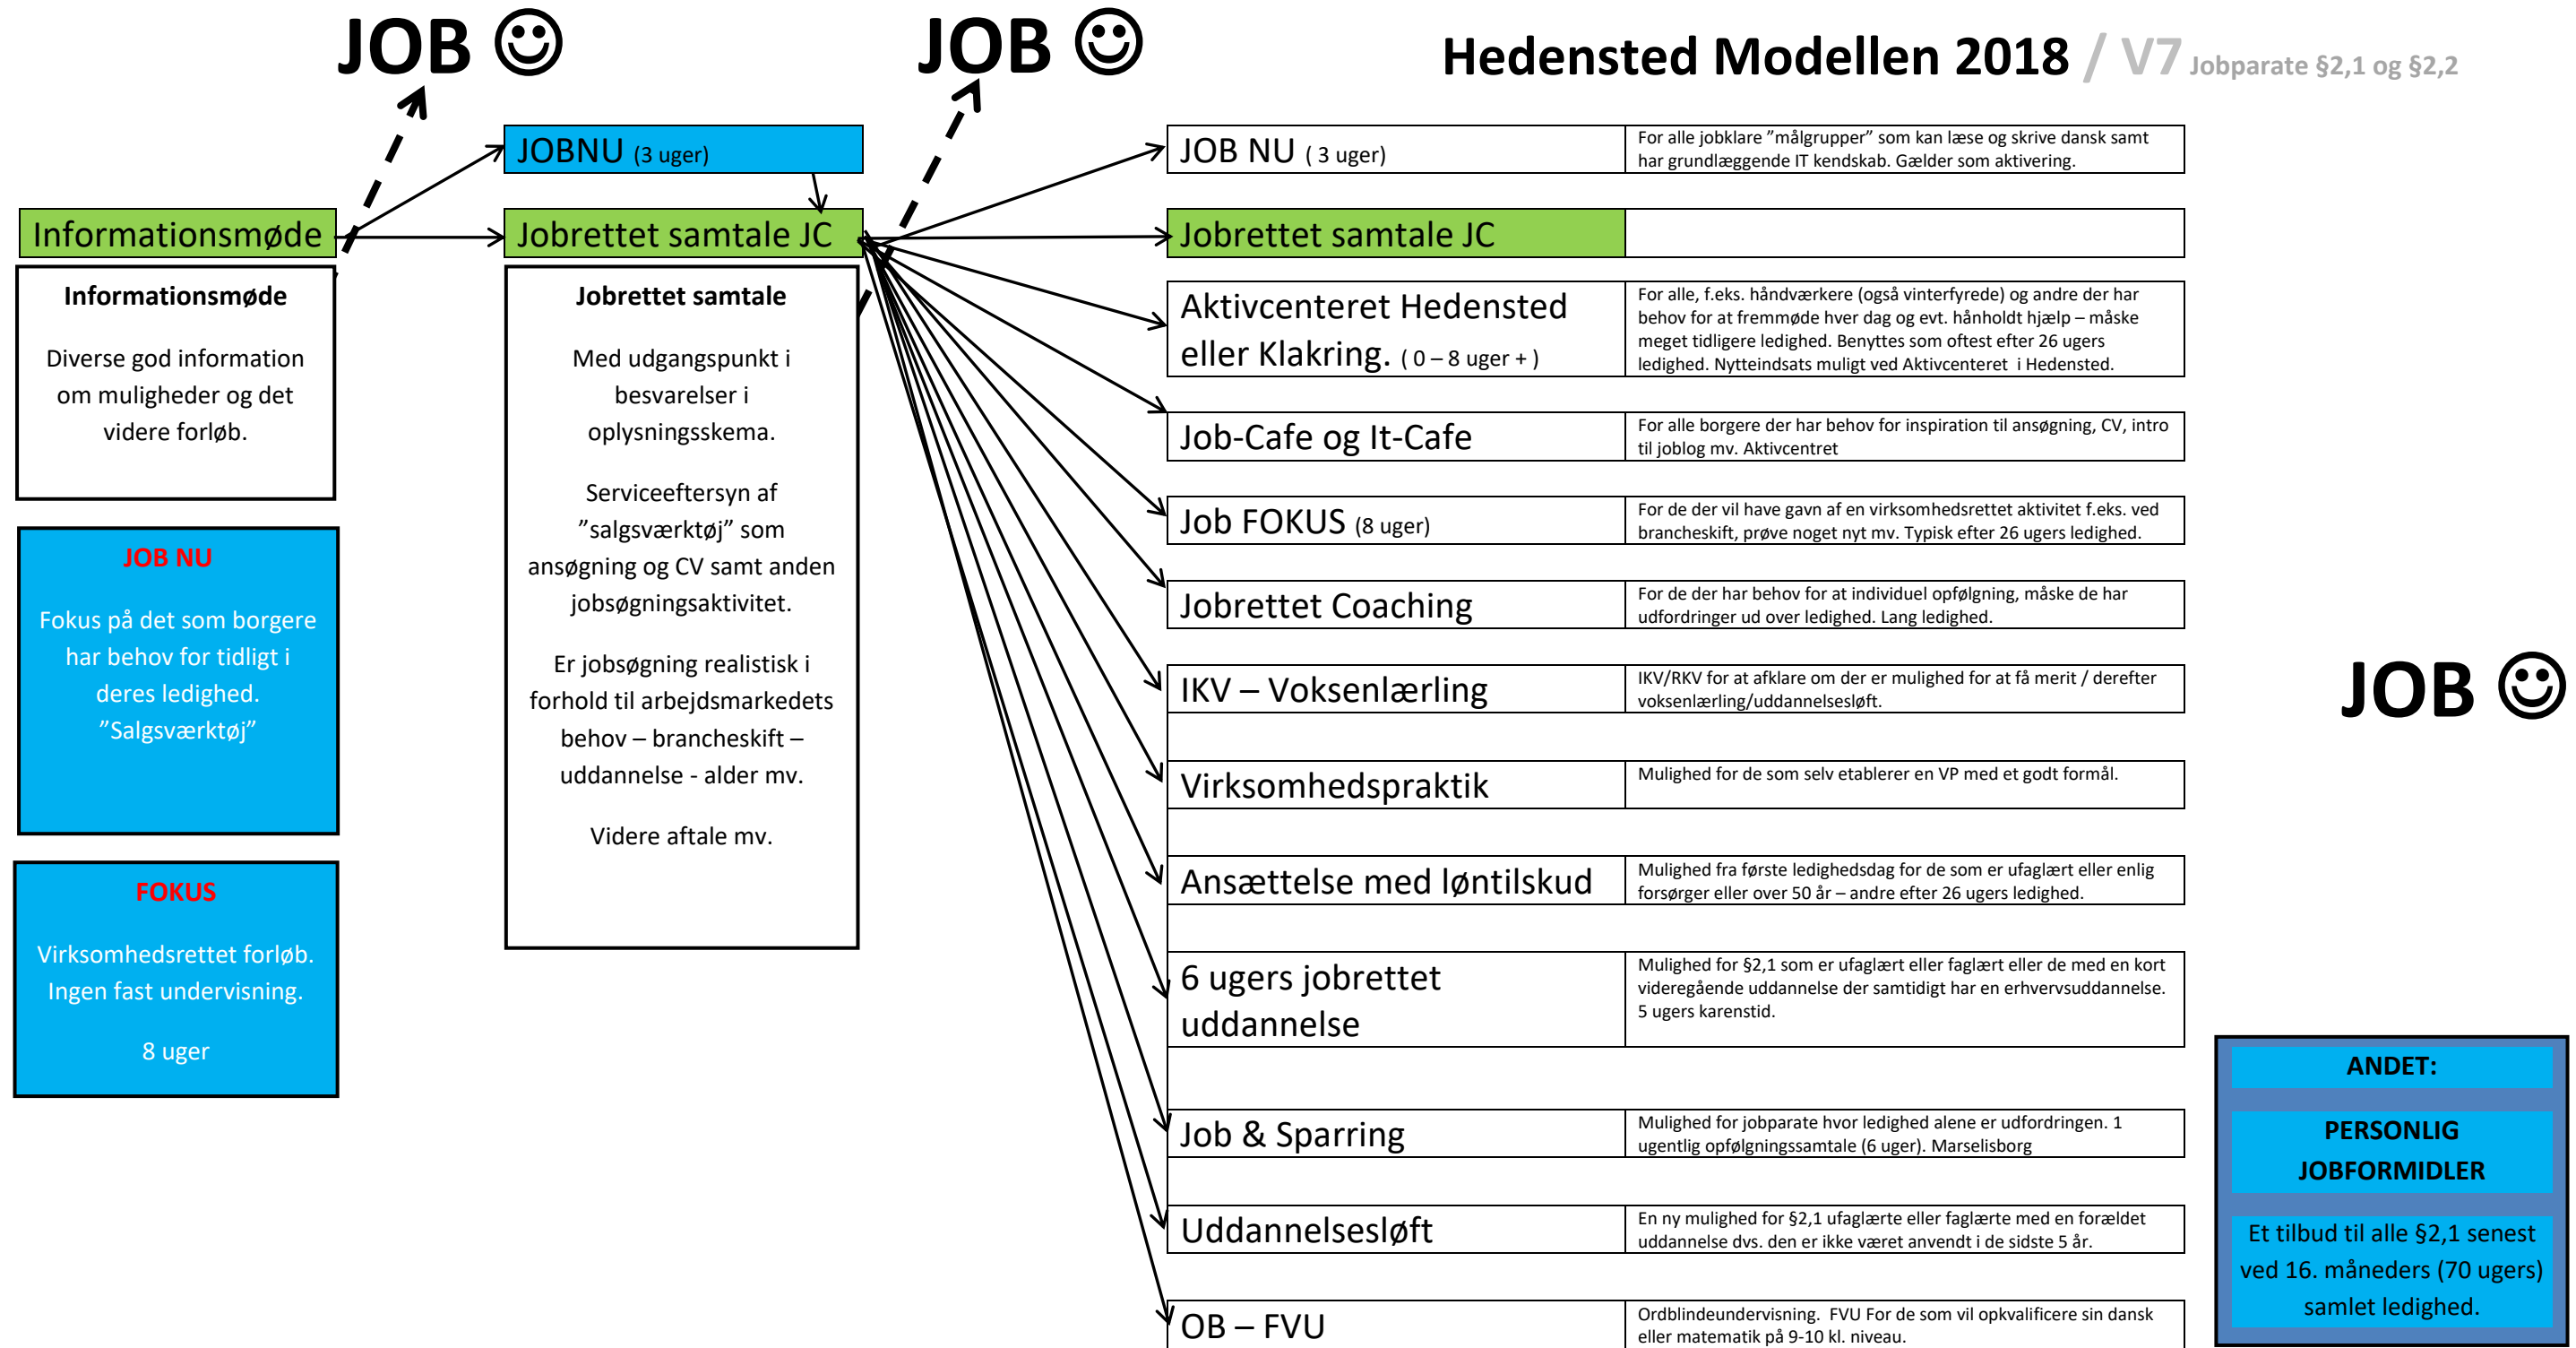 JOB
JOB
Hedensted Modellen 2018 / V7 Jobparate §2,1 og §2,2
JOBNU (3 uger)
Informationsmøde
Jobrettet samtale JC
Informationsmøde
Diverse god information
om muligheder og det
videre forløb.
JOB NU
Fokus på det som borgere
har behov for tidligt i
deres ledighed.
”Salgsværktøj”
FOKUS
Virksomhedsrettet forløb.
Ingen fast undervisning.
8 uger
Jobrettet samtale
Med udgangspunkt i
besvarelser i
oplysningsskema.
Serviceeftersyn af
”salgsværktøj” som
ansøgning og CV samt anden
jobsøgningsaktivitet.
Er jobsøgning realistisk i
forhold til arbejdsmarkedets
behov – brancheskift –
uddannelse - alder mv.
Videre aftale mv.
JOB NU ( 3 uger)
For alle jobklare ”målgrupper” som kan læse og skrive dansk samt
har grundlæggende IT kendskab. Gælder som aktivering.
Jobrettet samtale JC
Aktivcenteret Hedensted
eller Klakring. ( 0 – 8 uger + )
For alle, f.eks. håndværkere (også vinterfyrede) og andre der har
behov for at fremmøde hver dag og evt. hånholdt hjælp – måske
meget tidligere ledighed. Benyttes som oftest efter 26 ugers
ledighed. Nytteindsats muligt ved Aktivcenteret  i Hedensted.
Job-Cafe og It-Cafe
For alle borgere der har behov for inspiration til ansøgning, CV, intro
til joblog mv. Aktivcentret
Job FOKUS (8 uger)
For de der vil have gavn af en virksomhedsrettet aktivitet f.eks. ved
brancheskift, prøve noget nyt mv. Typisk efter 26 ugers ledighed.
Jobrettet Coaching
For de der har behov for at individuel opfølgning, måske de har
udfordringer ud over ledighed. Lang ledighed.
IKV – Voksenlærling
IKV/RKV for at afklare om der er mulighed for at få merit / derefter
voksenlærling/uddannelsesløft.
Virksomhedspraktik
Mulighed for de som selv etablerer en VP med et godt formål.
Ansættelse med løntilskud
Mulighed fra første ledighedsdag for de som er ufaglært eller enlig
forsørger eller over 50 år – andre efter 26 ugers ledighed.
6 ugers jobrettet
uddannelse
Mulighed for §2,1 som er ufaglært eller faglært eller de med en kort
videregående uddannelse der samtidigt har en erhvervsuddannelse.
5 ugers karenstid.
Job & Sparring
Mulighed for jobparate hvor ledighed alene er udfordringen. 1
ugentlig opfølgningssamtale (6 uger). Marselisborg
Uddannelsesløft
En ny mulighed for §2,1 ufaglærte eller faglærte med en forældet
uddannelse dvs. den er ikke været anvendt i de sidste 5 år.
OB – FVU
Ordblindeundervisning.  FVU For de som vil opkvalificere sin dansk
eller matematik på 9-10 kl. niveau.
JOB
ANDET:
PERSONLIG
JOBFORMIDLER
Et tilbud til alle §2,1 senest
ved 16. måneders (70 ugers)
samlet ledighed.